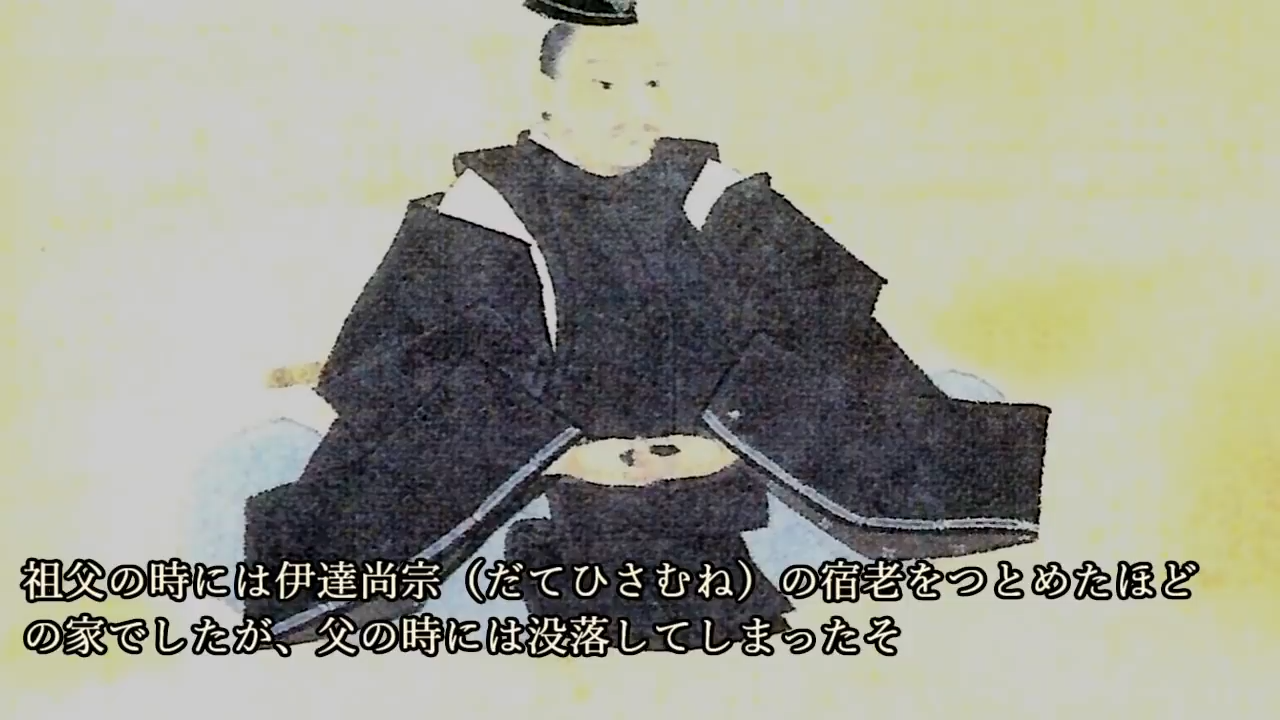 祖父の時には伊達尚宗（だてひさむね）の宿老をつとめたほど
の家でしたが、父の時には没落してしまったそ